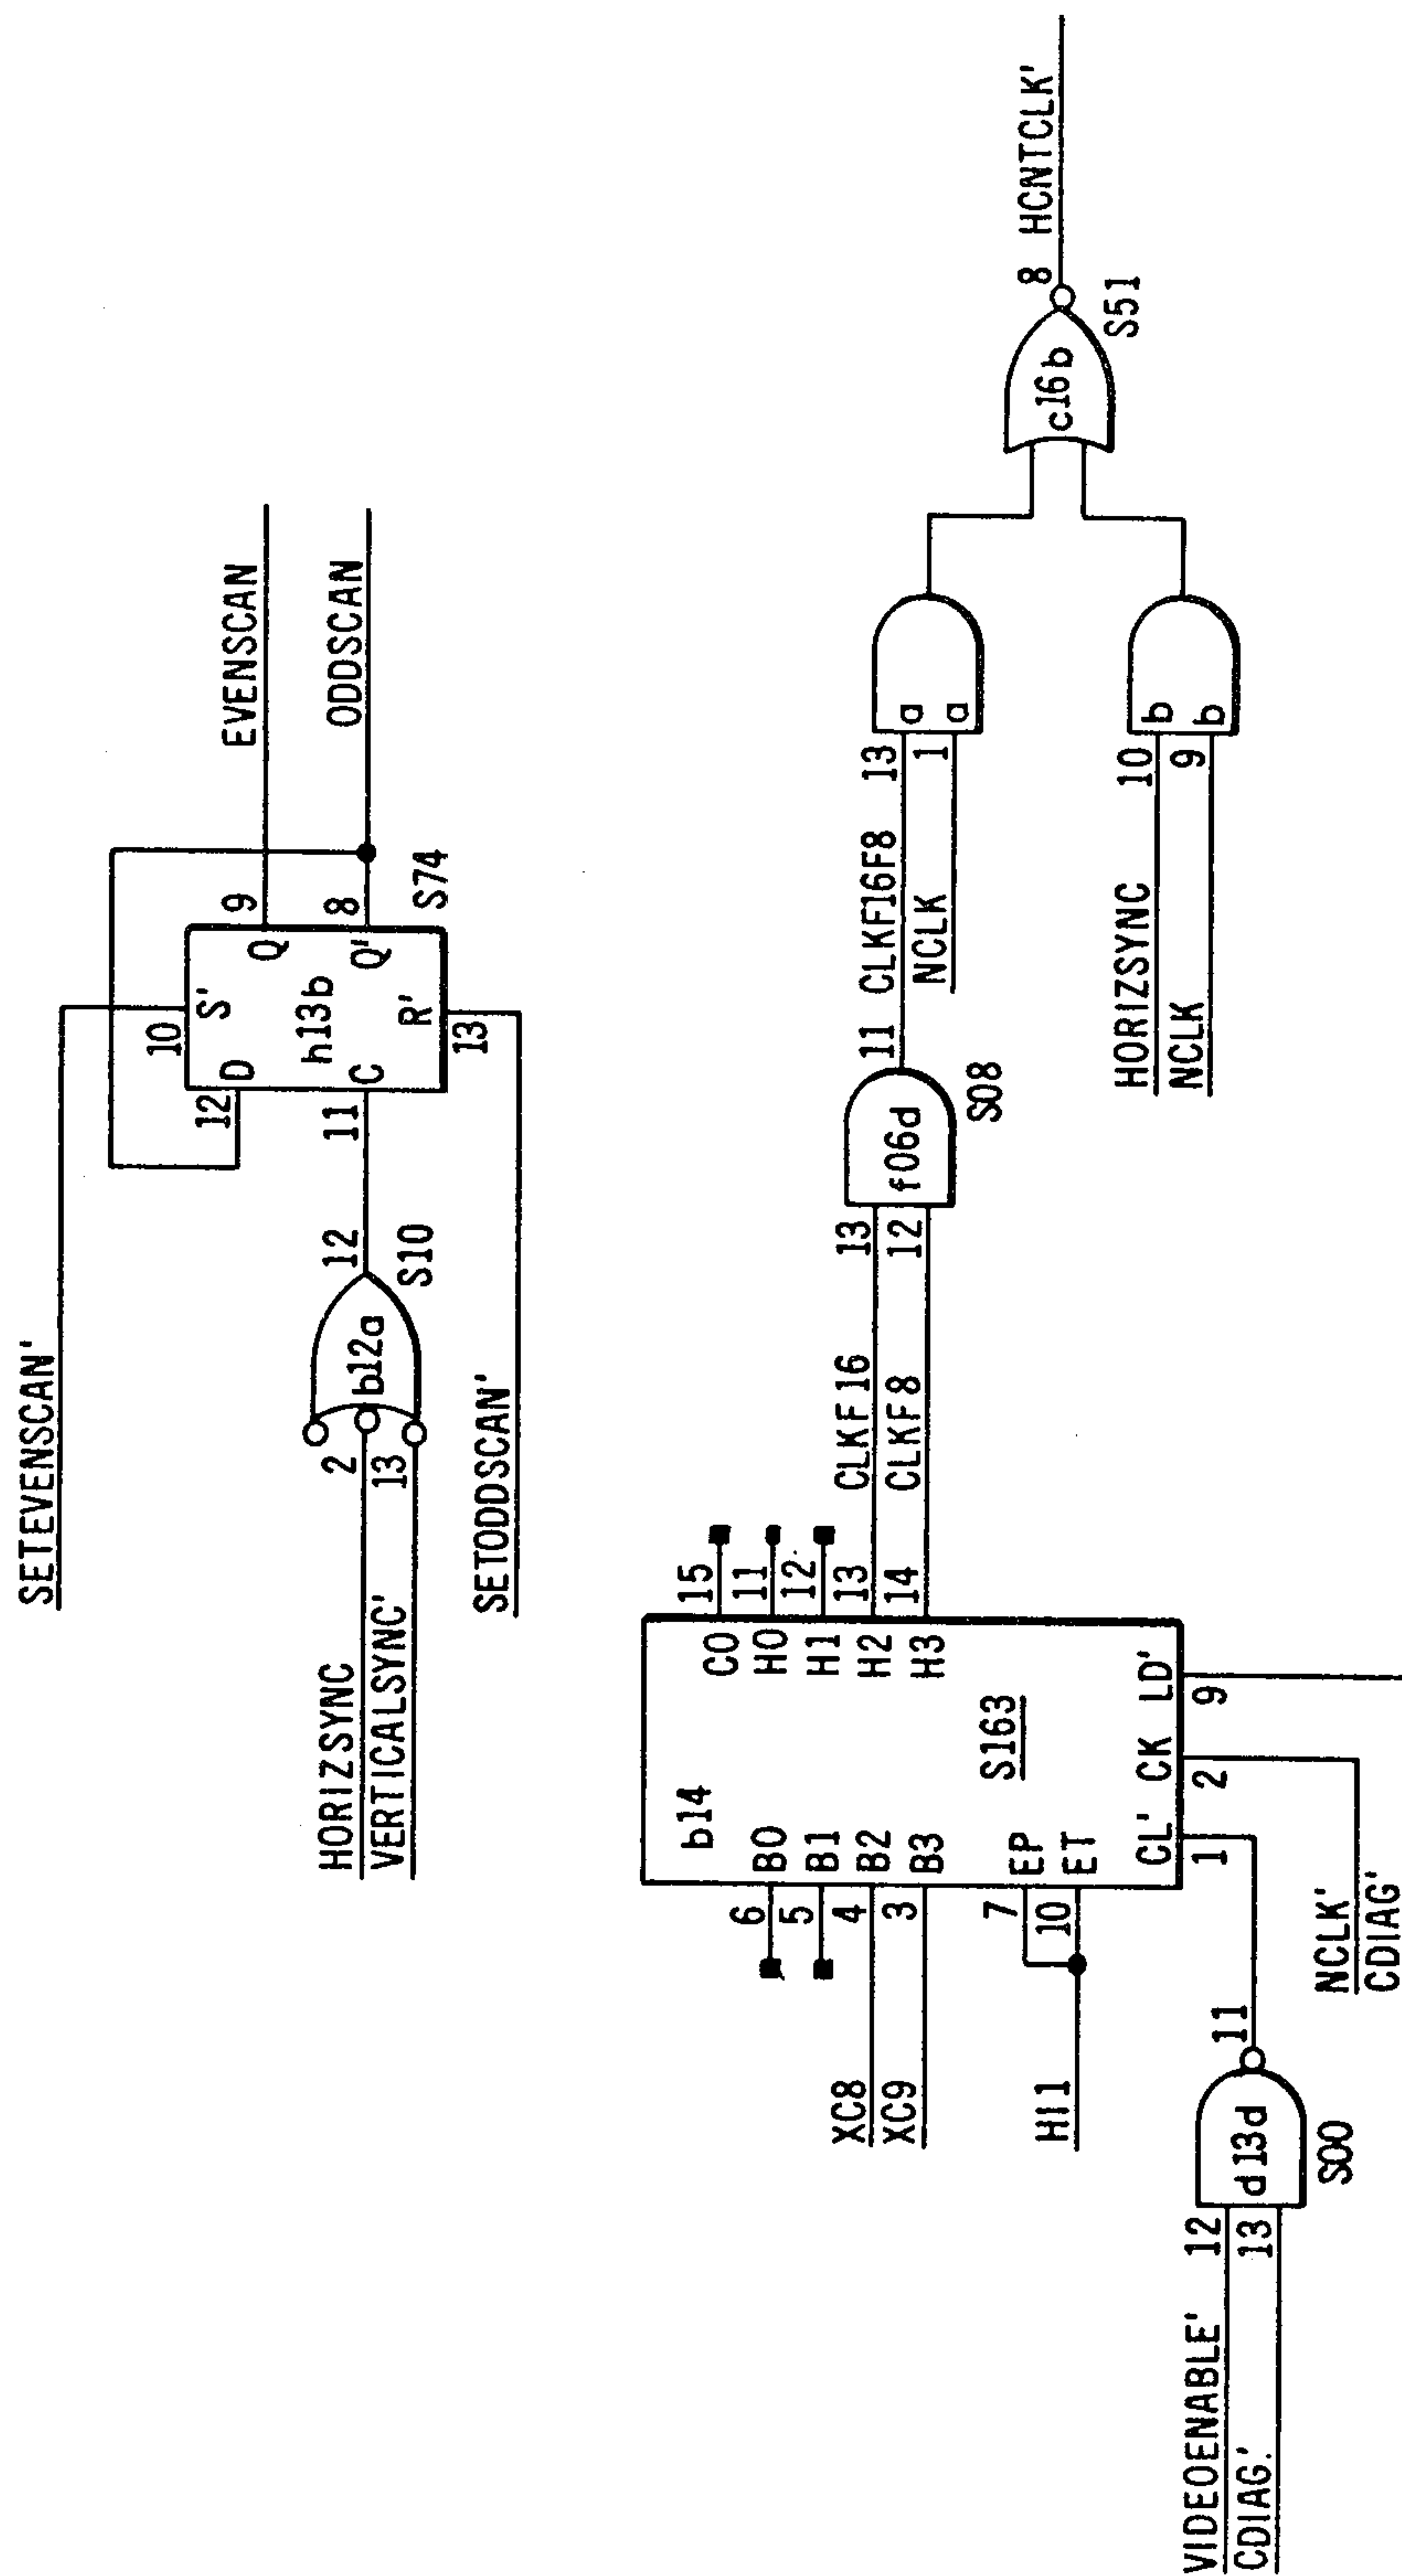 SETEVENSCAN'
HORIZSYNC
VERTICALSYNC'
SETODDSCAN'
2
13
b12a
12
S10
12
11
10
13
D
C
S'
R'
h13b
Q
Q'
9
8
S74
EVENSCAN
ODDSCAN
XC8
XC9
HI1
6
5
4
3
7
10
b14
B0
B1
B2
B3
EP
ET
S163
CO
H0
H1
H2
H3
CL'
CK
LD'
15
11
12
13
14
1
2
9
VIDEOENABLE'
CDIAG'
12
13
d13d
S00
11
NCLK'
CDIAG'
CLKF16
CLKF8
13
12
f06d
S08
11
CLKF16F8
NCLK
13
1
a
a
HORIZSYNC
NCLK
10
9
b
b
c16b
S51
8
HCNTCLK'